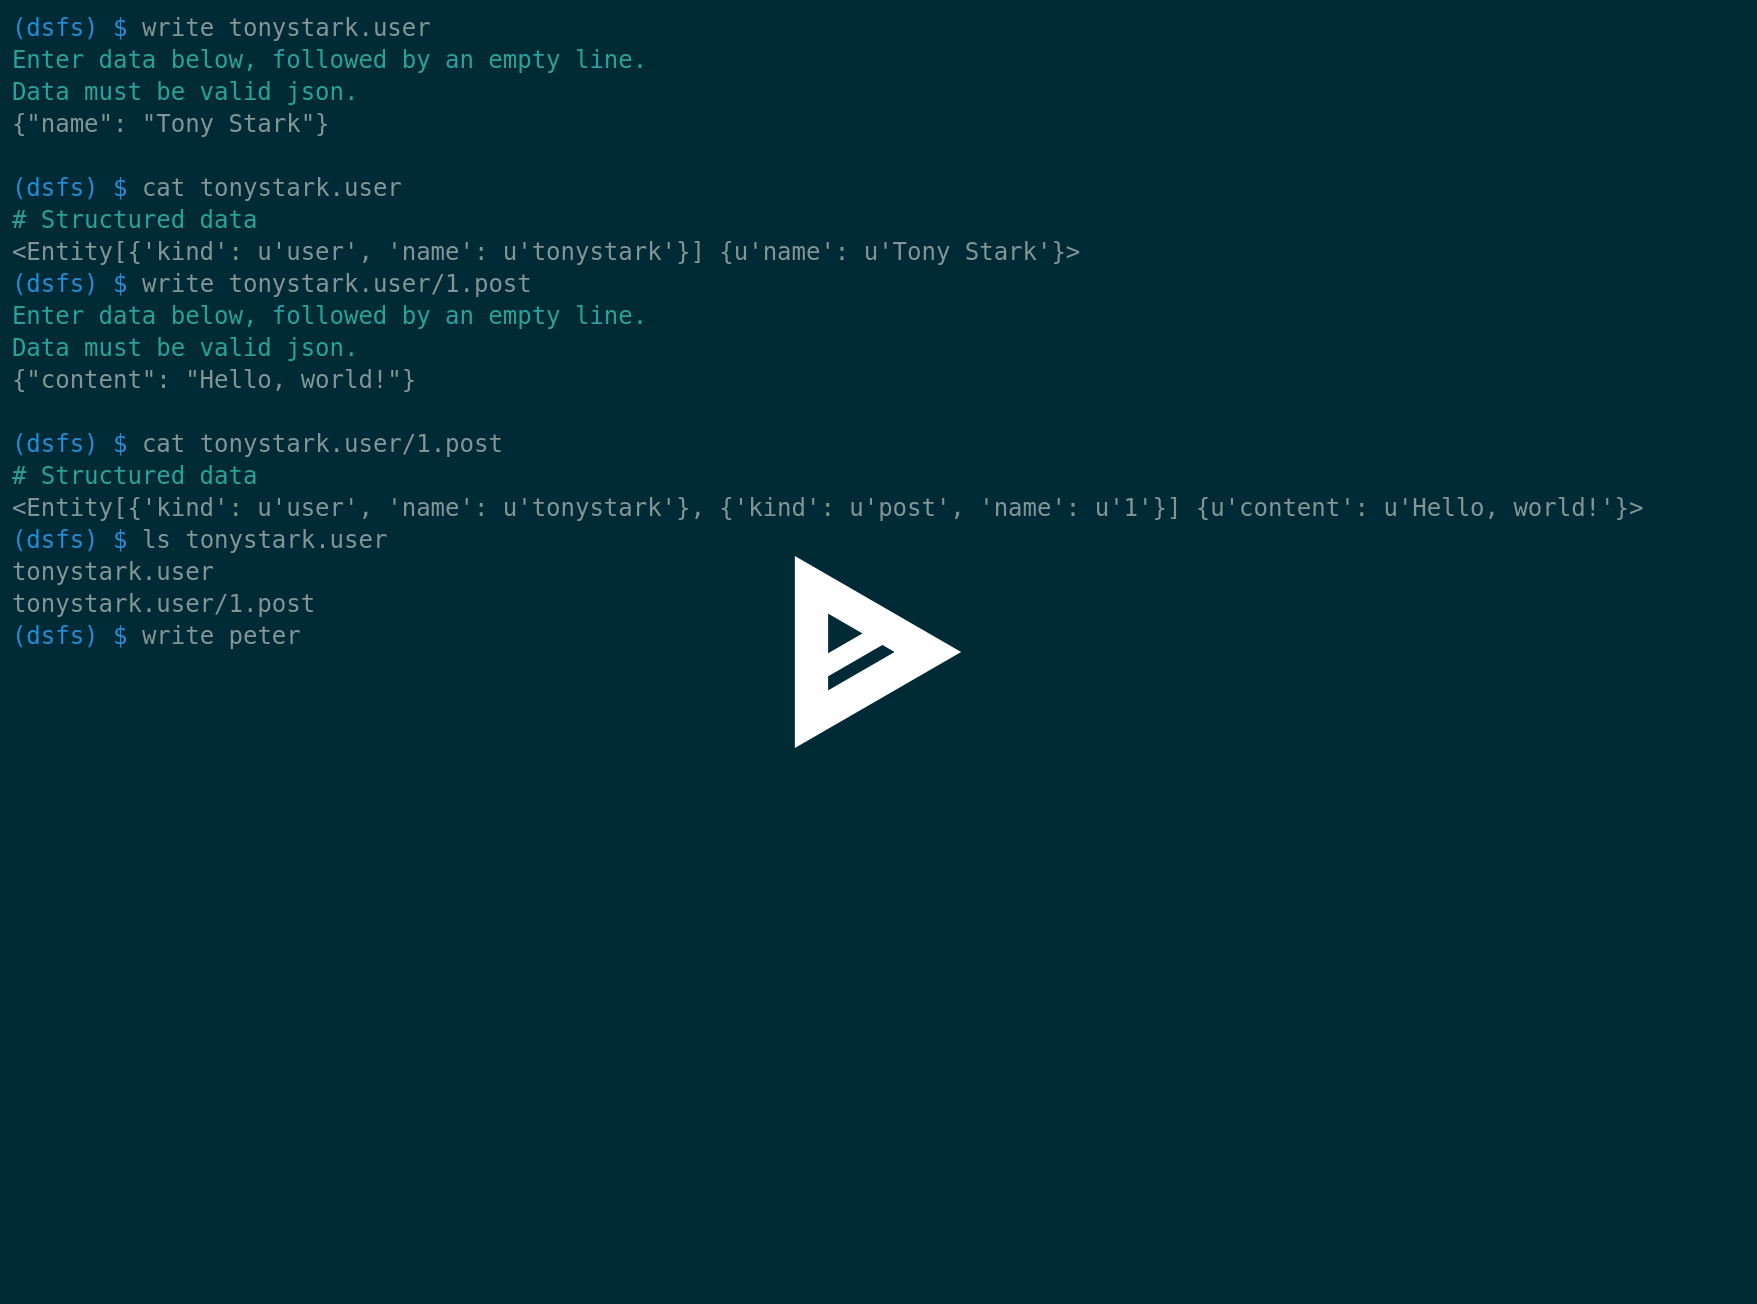 (dsfs) $ write tonystark.user
Enter data below, followed by an empty line.
Data must be valid json.
{"name": "Tony Stark"}
(dsfs) $ cat tonystark.user
# Structured data
<Entity[{'kind': u'user', 'name': u'tonystark'}] {u'name': u'Tony Stark'}>
(dsfs) $ write tonystark.user/1.post
Enter data below, followed by an empty line.
Data must be valid json.
{"content": "Hello, world!"}
(dsfs) $ cat tonystark.user/1.post
# Structured data
<Entity[{'kind': u'user', 'name': u'tonystark'}, {'kind': u'post', 'name': u'1'}] {u'content': u'Hello, world!'}>
(dsfs) $ ls tonystark.user
tonystark.user
tonystark.user/1.post
(dsfs) $ write peter